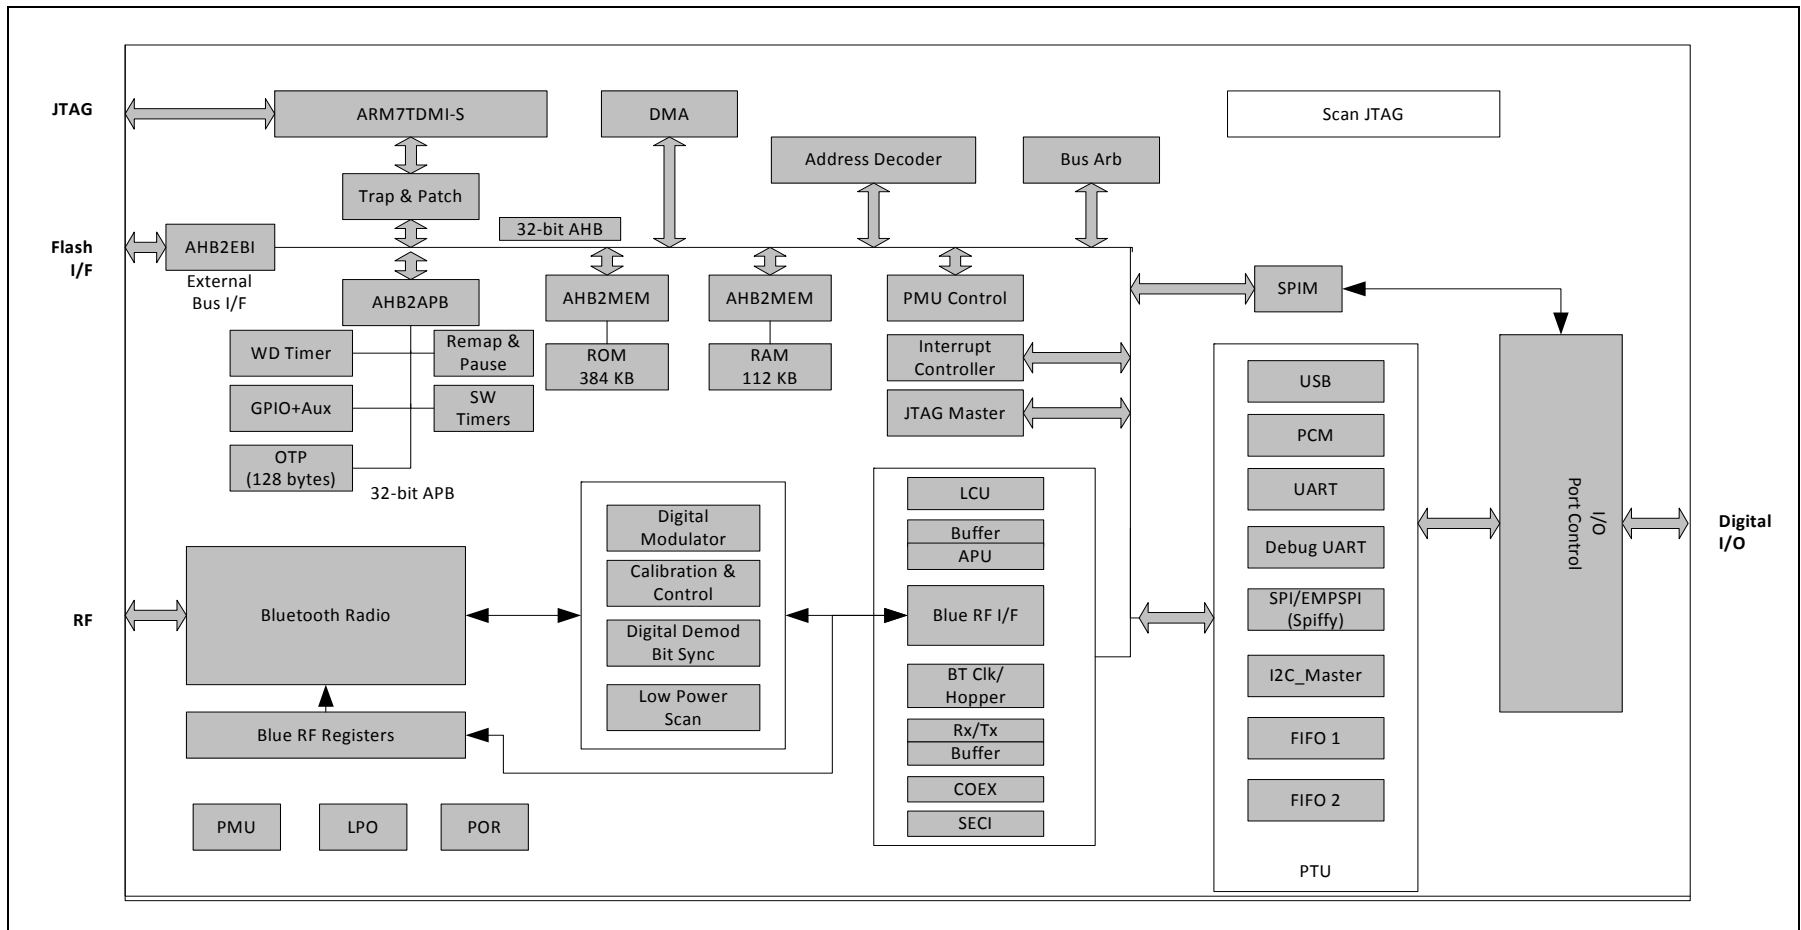 JTAG
ARM7TDMI-S
DMA
Scan JTAG
Address Decoder
Bus Arb
Trap & Patch
32-bit AHB
Flash
I/F
AHB2EBI
External
Bus I/F
AHB2APB
AHB2MEM
AHB2MEM
PMU Control
SPIM
WD Timer
Remap &
Pause
ROM
384 KB
RAM
112 KB
Interrupt
Controller
GPIO+Aux
SW
Timers
JTAG Master
OTP
(128 bytes)
32-bit APB
USB
PCM
UART
Debug UART
SPI/EMPSPI
(Spiffy)
I2C_Master
FIFO 1
FIFO 2
PTU
I/O
Port Control
Digital
I/O
LCU
Buffer
APU
Blue RF I/F
BT Clk/
Hopper
Rx/Tx
Buffer
COEX
SECI
Digital
Modulator
Calibration &
Control
Digital Demod
Bit Sync
Low Power
Scan
RF
Bluetooth Radio
Blue RF Registers
PMU
LPO
POR